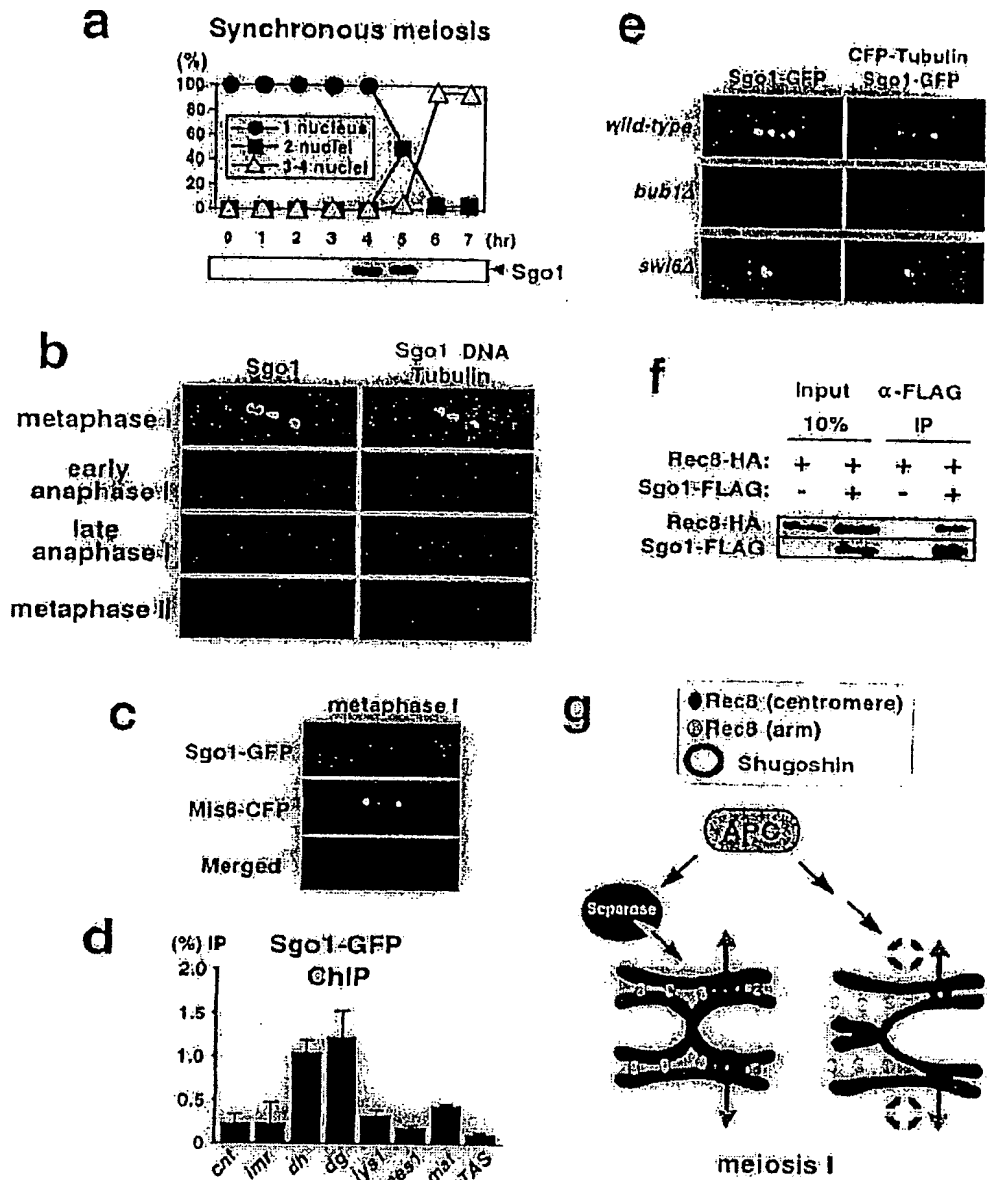 a
Synchronous meiosis
(%)
100
80
60
40
20
0
1 nucleus
2 nuclei
3-4 nuclei
0 1 2 3 4 5 6 7 (hr)
Sgo1
b
Sgo1
Sgo1 DNA
Tubulin
metaphase I
early
anaphase I
late
anaphase I
metaphase II
c
metaphase I
Sgo1-GFP
Mis6-CFP
Merged
d
(%) IP
Sgo1-GFP
ChIP
2.0
1.5
1.0
0.5
0
cnt imr dh dg lys1 mes1 mat TAS
e
Sgo1-GFP
CFP-Tubulin
Sgo1-GFP
wild-type
bub1Δ
swi6Δ
f
Input α-FLAG
10% IP
Rec8-HA: + + + +
Sgo1-FLAG: - + - +
Rec8-HA
Sgo1-FLAG
g
Rec8 (centromere)
Rec8 (arm)
Shugoshin
APC
Separase
meiosis I